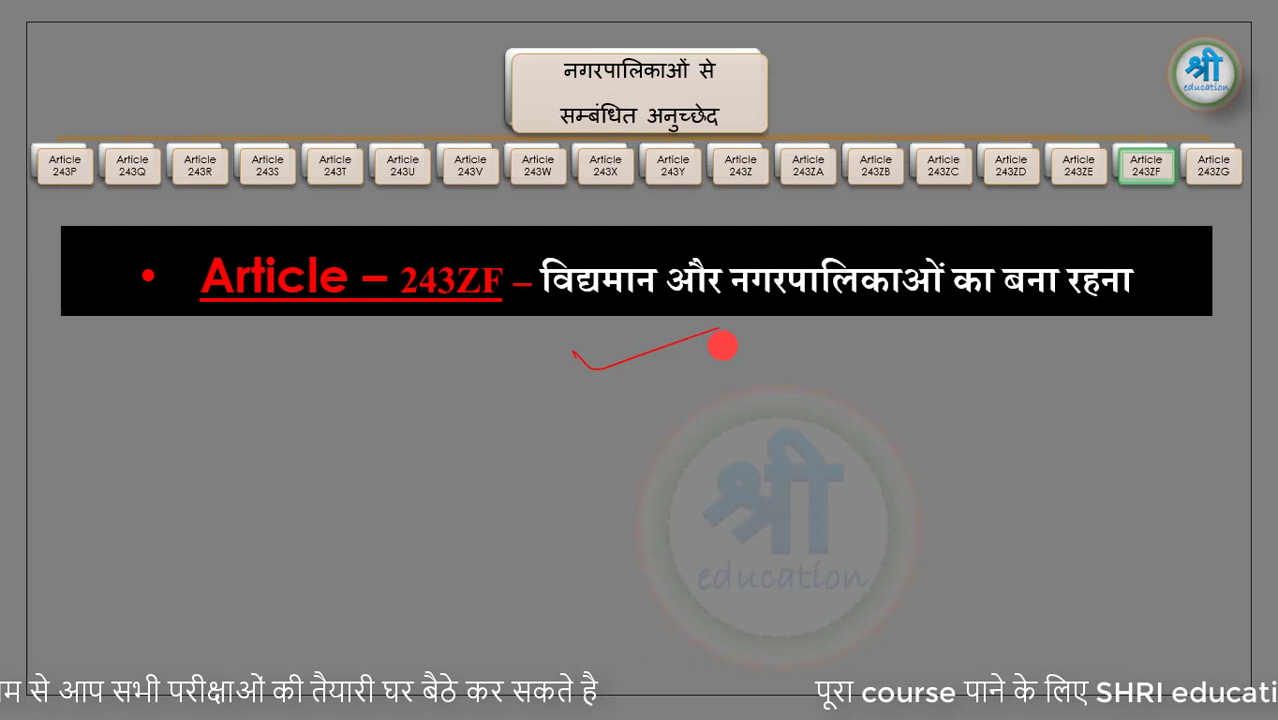 नगरपालिकाओं से
सम्बंधित अनुच्छेद
श्री
education
Article
243P
Article
243Q
Article
243R
Article
243S
Article
243T
Article
243U
Article
243V
Article
243W
Article
243X
Article
243Y
Article
243Z
Article
243ZA
Article
243ZB
Article
243ZC
Article
243ZD
Article
243ZE
Article
243ZF
Article
243ZG
• Article – 243ZF – विद्यमान और नगरपालिकाओं का बना रहना
श्री
education
म से आप सभी परीक्षाओं की तैयारी घर बैठे कर सकते है
पूरा course पाने के लिए SHRI educati